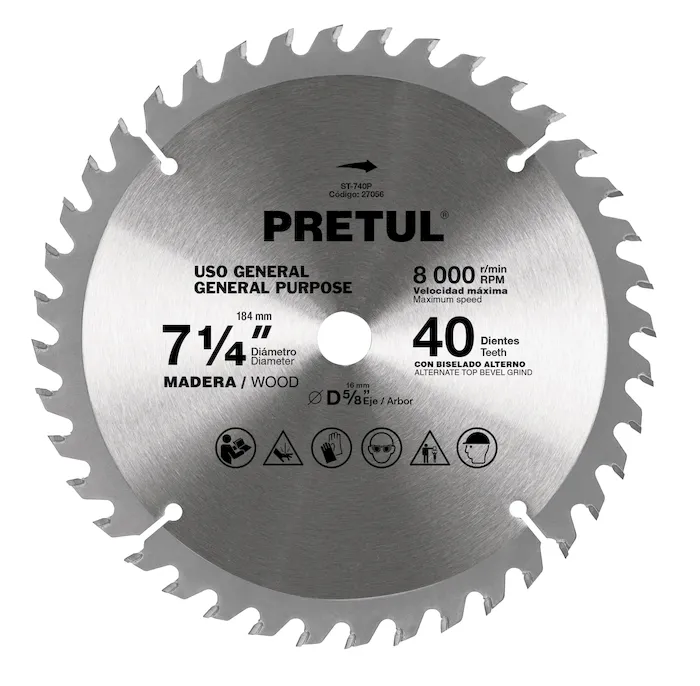 ST-740P
Código: 27056
PRETUL®
USO GENERAL
GENERAL PURPOSE
8 000 r/min
RPM
Velocidad máxima
Maximum speed
184 mm
7 1/4"
Diámetro
Diameter
MADERA / WOOD
40 Dientes
Teeth
CON BISELADO ALTERNO
ALTERNATE TOP BEVEL GRIND
16 mm
∅ D 5/8" Eje / Arbor